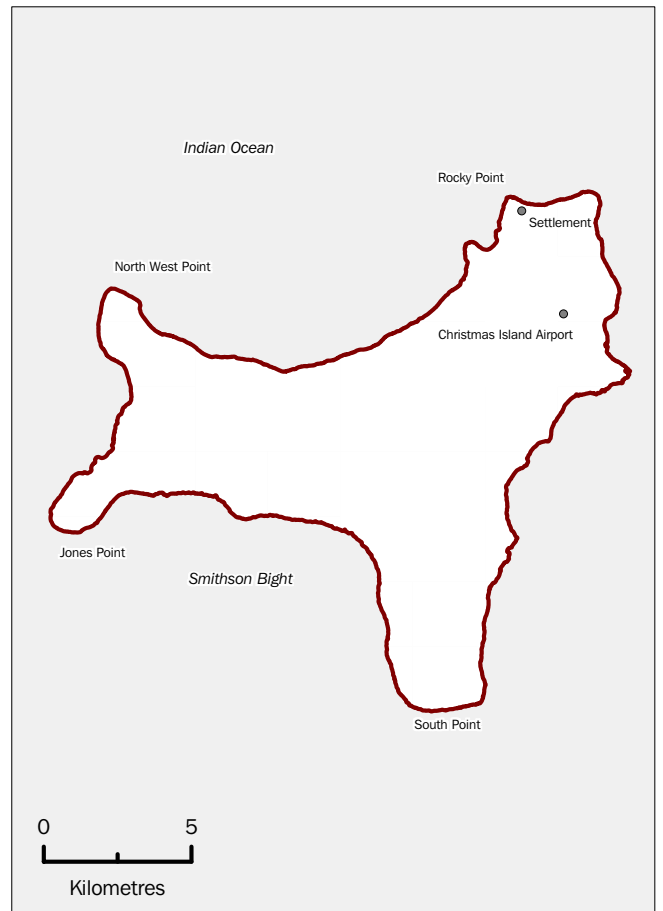 Indian Ocean
Rocky Point
Settlement
North West Point
Christmas Island Airport
Jones Point
Smithson Bight
South Point
0 5
Kilometres